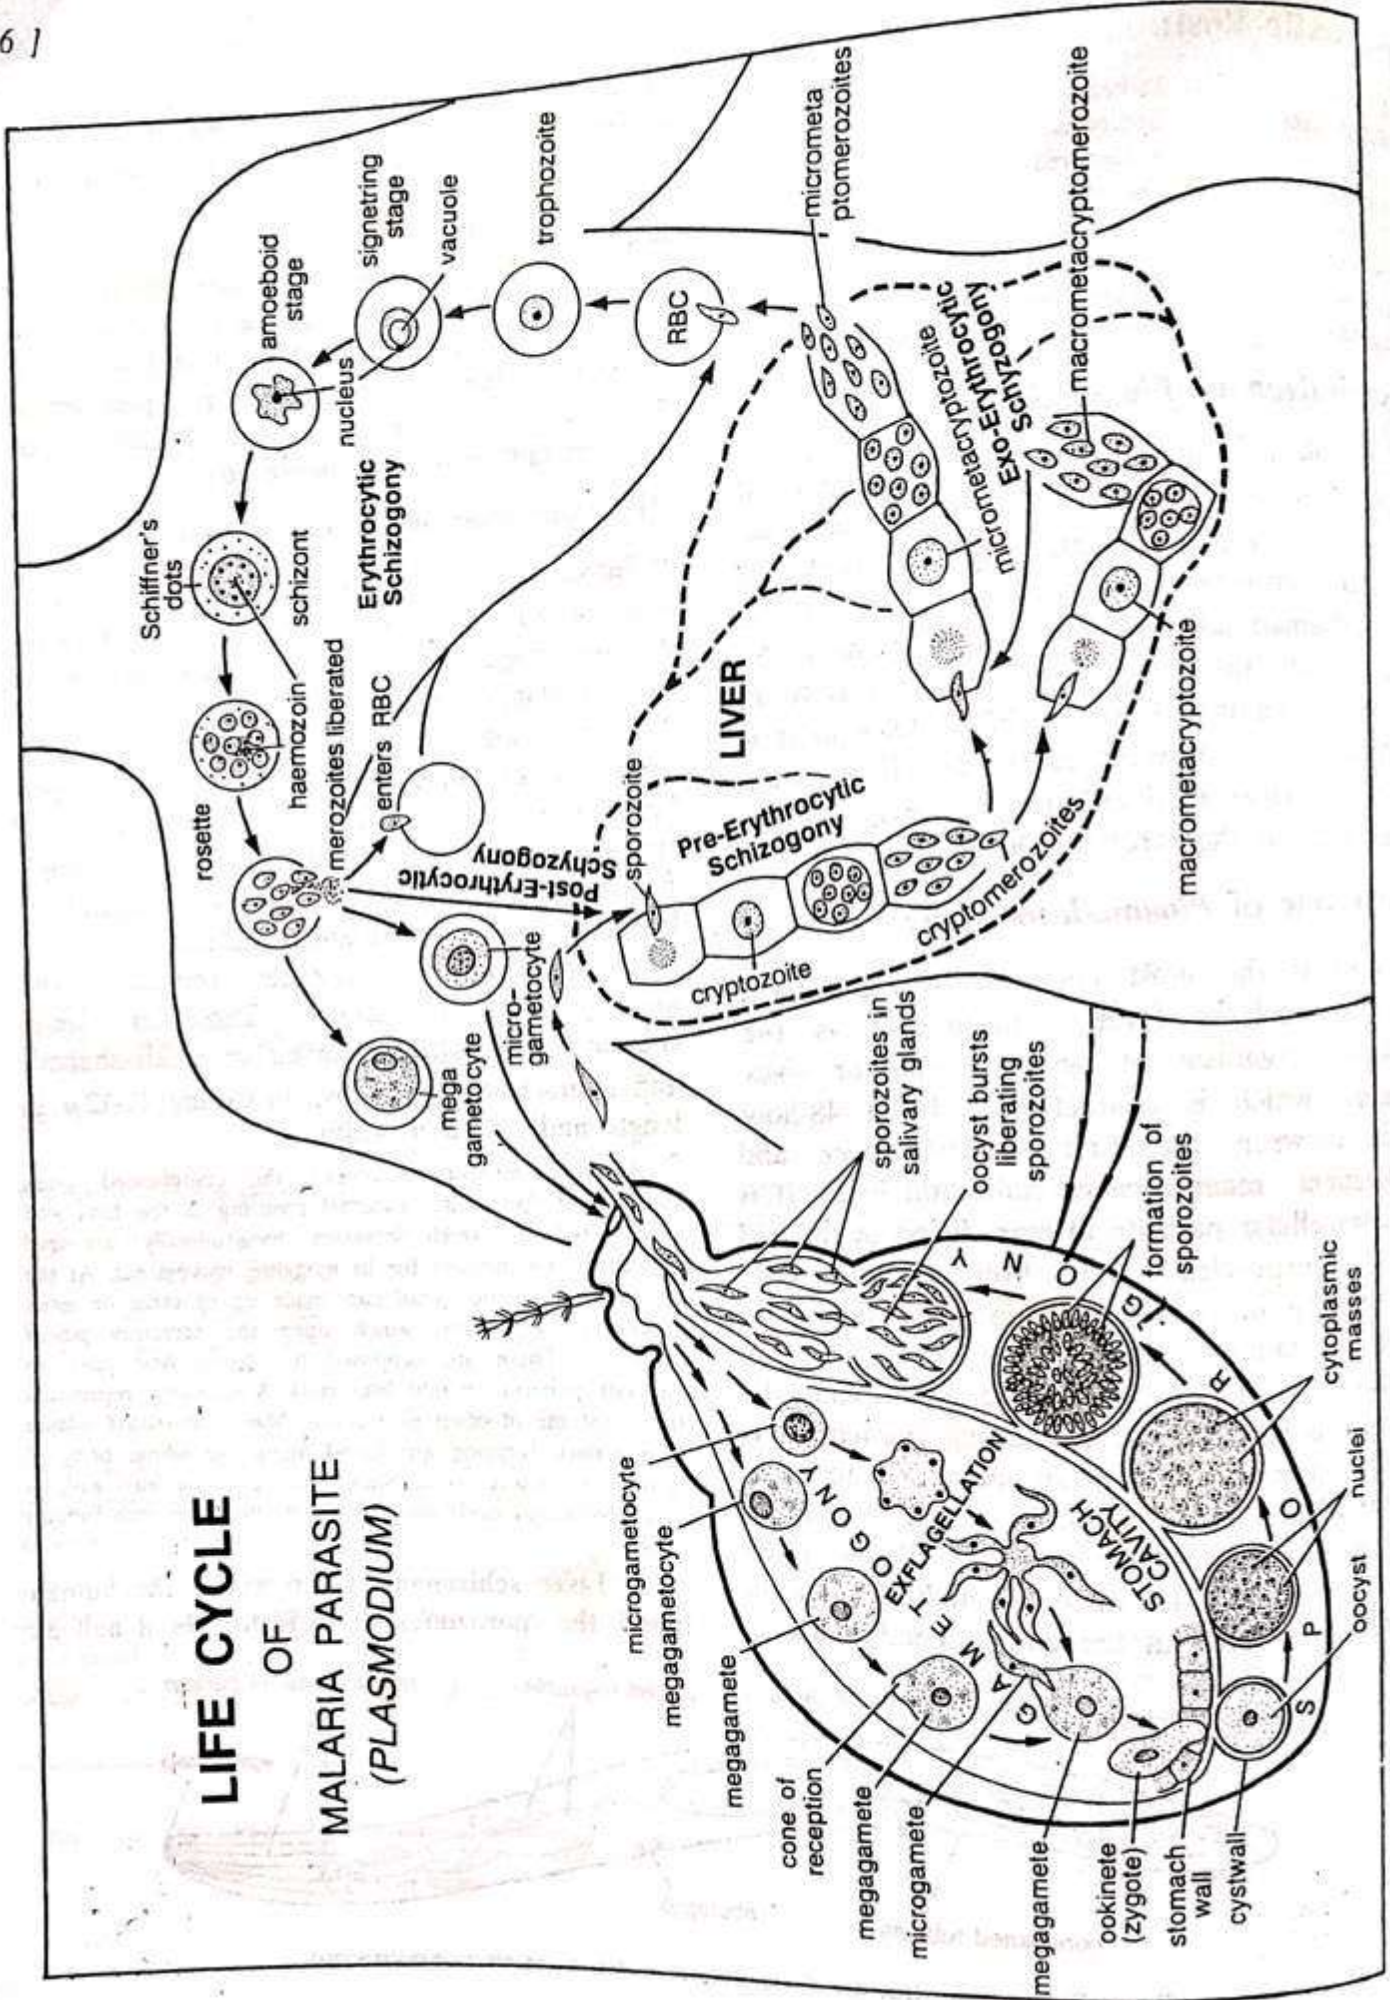 61
LIFE CYCLE
OF
MALARIA PARASITE
(PLASMODIUM)
Schiffner's
dots
amoeboid
stage
signetring
stage
vacuole
trophozoite
nucleus
RBC
micrometa
ptomerozoites
schizont
Erythrocytic
Schizogony
rosette
haemozoin
merozoites liberated
enters RBC
Post-Erythrocytic
Schyzogony
mega
gametocyte
micro-
gametocyte
sporozoite
LIVER
Pre-Erythrocytic
Schizogony
cryptozoite
cryptomerozoites
micrometacryptozoite
Exo-Erythrocytic
Schyzogony
macrometacryptomerozoite
macrometacryptozoite
sporozoites in
salivary glands
oocyst bursts
liberating
sporozoites
formation of
sporozoites
cytoplasmic
masses
nuclei
oocyst
microgametocyte
megagametocyte
megagamete
cone of
reception
megagamete
microgamete
megagamete
ookinete
(zygote)
stomach
wall
cystwall
GAMETOGONY
EXFLAGELATION
STOMACH
CAVITY
SPOROGONY